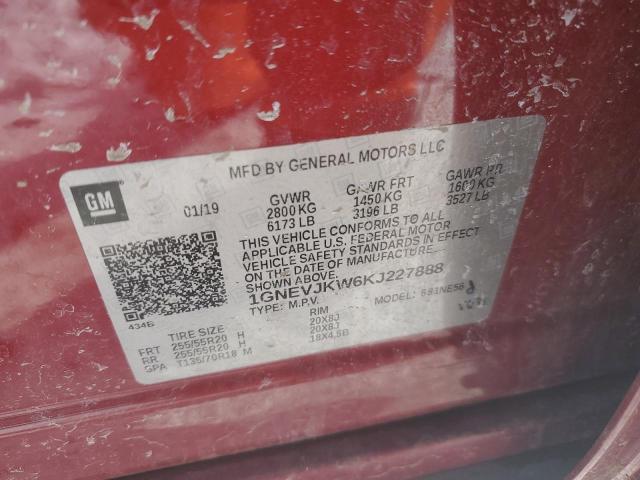 MFD BY GENERAL MOTORS LLC
GM
01/19
GVWR GAWR FRT GAWR RR
2800 KG 1450 KG 1600 KG
6173 LB 3196 LB 3527 LB
THIS VEHICLE CONFORMS TO ALL
APPLICABLE U.S. FEDERAL MOTOR
VEHICLE SAFETY STANDARDS IN EFFECT
ON THE DATE OF MANUFACTURE.
1GNEVJKW6KJ227888
TYPE: M.P.V. MODEL:
434B
TIRE SIZE RIM
FRT 255/55R20 H 20X8J
RR 255/55R20 H 20X8J
SPA T135/70R18 M 18X4.5B